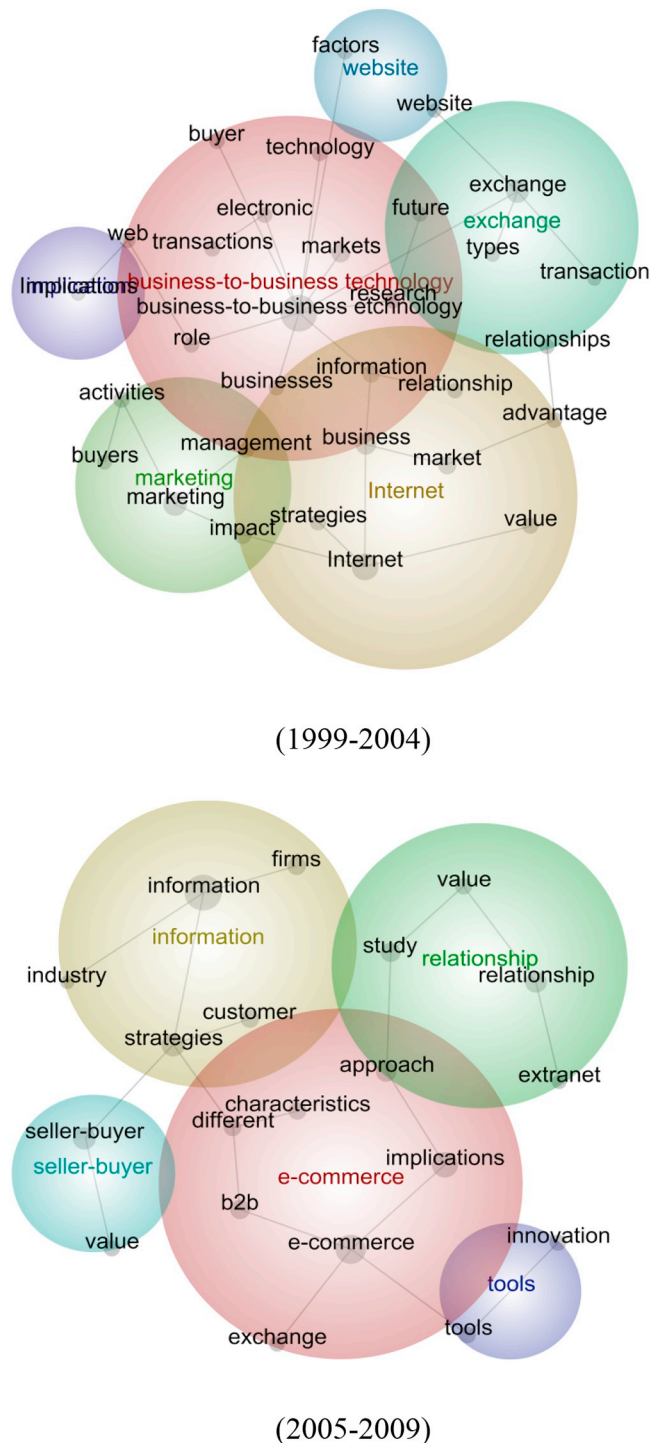 factors
website
website
buyer
technology
exchange
electronic
future
exchange
web
transactions
markets
types
transaction
implications
Implications
business-to-business technology
research
business-to-business etchnology
role
relationships
information
businesses
relationship
activities
advantage
management
business
buyers
market
marketing
marketing
Internet
strategies
value
impact
Internet
(1999-2004)
firms
information
value
information
study
relationship
relationship
industry
customer
strategies
approach
extranet
characteristics
different
seller-buyer
seller-buyer
implications
e-commerce
b2b
value
e-commerce
innovation
tools
exchange
tools
(2005-2009)